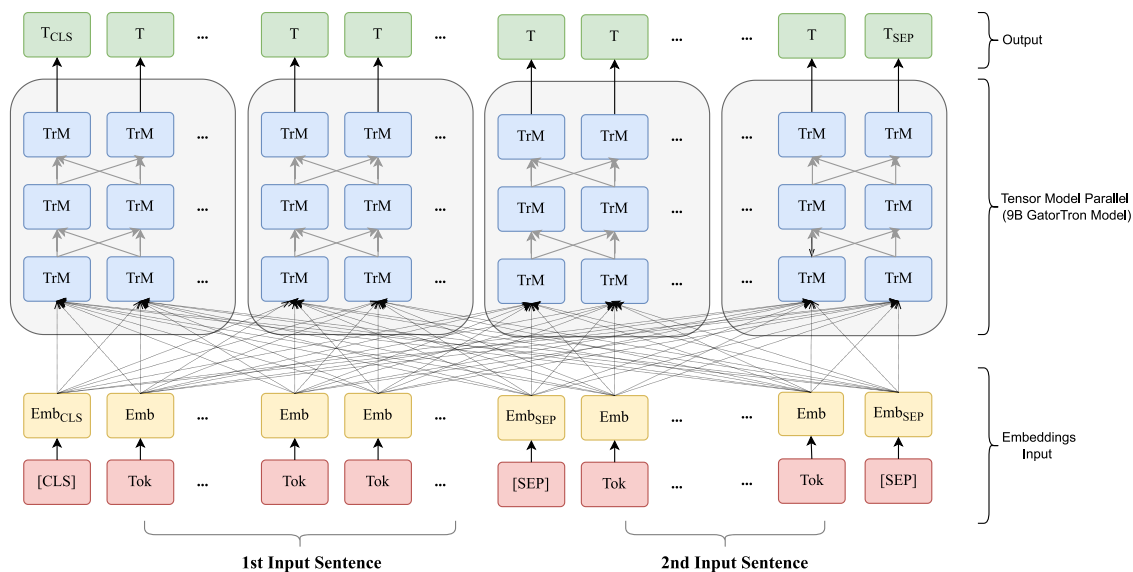 T_CLS T ... T T ... T T ... ... T T_SEP
Output
TrM TrM ... TrM TrM ... TrM TrM ... ... TrM TrM
TrM TrM ... TrM TrM ... TrM TrM ... ... TrM TrM
Tensor Model Parallel
(9B GatorTron Model)
TrM TrM ... TrM TrM ... TrM TrM ... ... TrM TrM
Emb_CLS Emb ... Emb Emb ... Emb_SEP Emb ... ... Emb Emb_SEP
Embeddings
Input
[CLS] Tok ... Tok Tok ... [SEP] Tok ... ... Tok [SEP]
1st Input Sentence
2nd Input Sentence